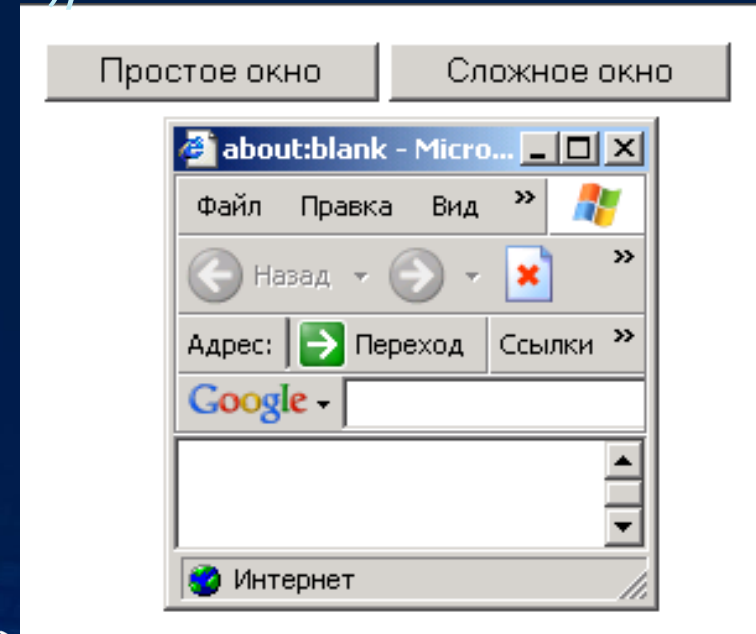 Простое окно Сложное окно
about:blank - Micro...
Файл Правка Вид »
Назад »
Адрес: Переход Ссылки »
Google
Интернет